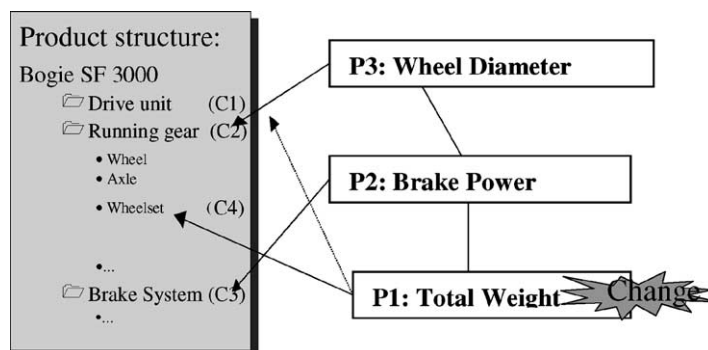 Product structure:
Bogie SF 3000
Drive unit (C1)
Running gear (C2)
• Wheel
• Axle
• Wheelset (C4)
•...
Brake System (C3)
•...
P3: Wheel Diameter
P2: Brake Power
P1: Total Weight
Change